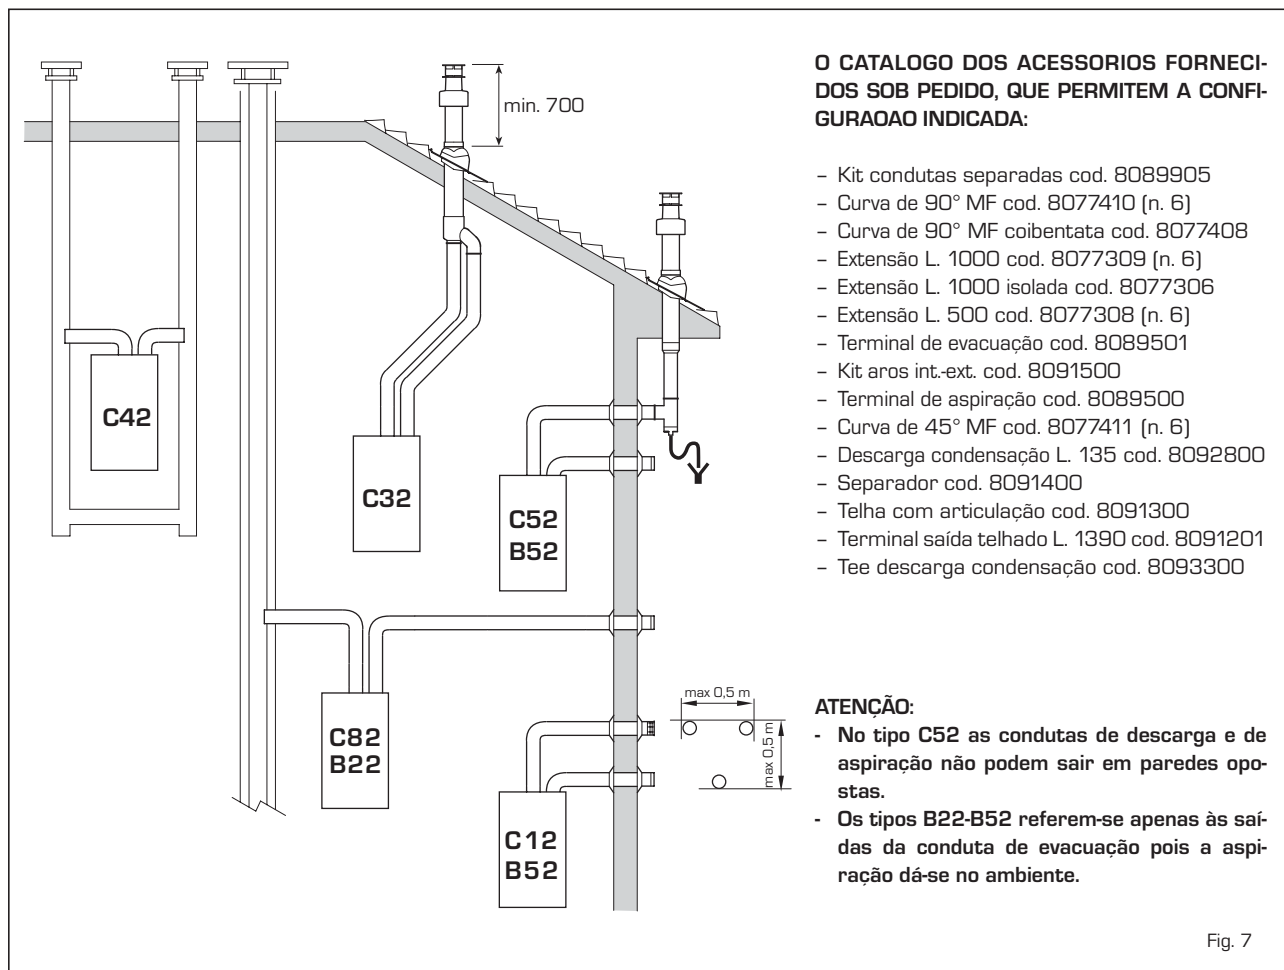 min. 700
C42
C32
C52
B52
C82
B22
C12
B52
max 0,5 m
max 0,5 m
O CATALOGO DOS ACESSORIOS FORNECI-
DOS SOB PEDIDO, QUE PERMITEM A CONFI-
GURAOAO INDICADA:
– Kit condutas separadas cod. 8089905
– Curva de 90° MF cod. 8077410 (n. 6)
– Curva de 90° MF coibentata cod. 8077408
– Extensão L. 1000 cod. 8077309 (n. 6)
– Extensão L. 1000 isolada cod. 8077306
– Extensão L. 500 cod. 8077308 (n. 6)
– Terminal de evacuação cod. 8089501
– Kit aros int.-ext. cod. 8091500
– Terminal de aspiração cod. 8089500
– Curva de 45° MF cod. 8077411 (n. 6)
– Descarga condensação L. 135 cod. 8092800
– Separador cod. 8091400
– Telha com articulação cod. 8091300
– Terminal saída telhado L. 1390 cod. 8091201
– Tee descarga condensação cod. 8093300
ATENÇÃO:
- No tipo C52 as condutas de descarga e de
aspiração não podem sair em paredes opo-
stas.
- Os tipos B22-B52 referem-se apenas às saí-
das da conduta de evacuação pois a aspi-
ração dá-se no ambiente.
Fig. 7